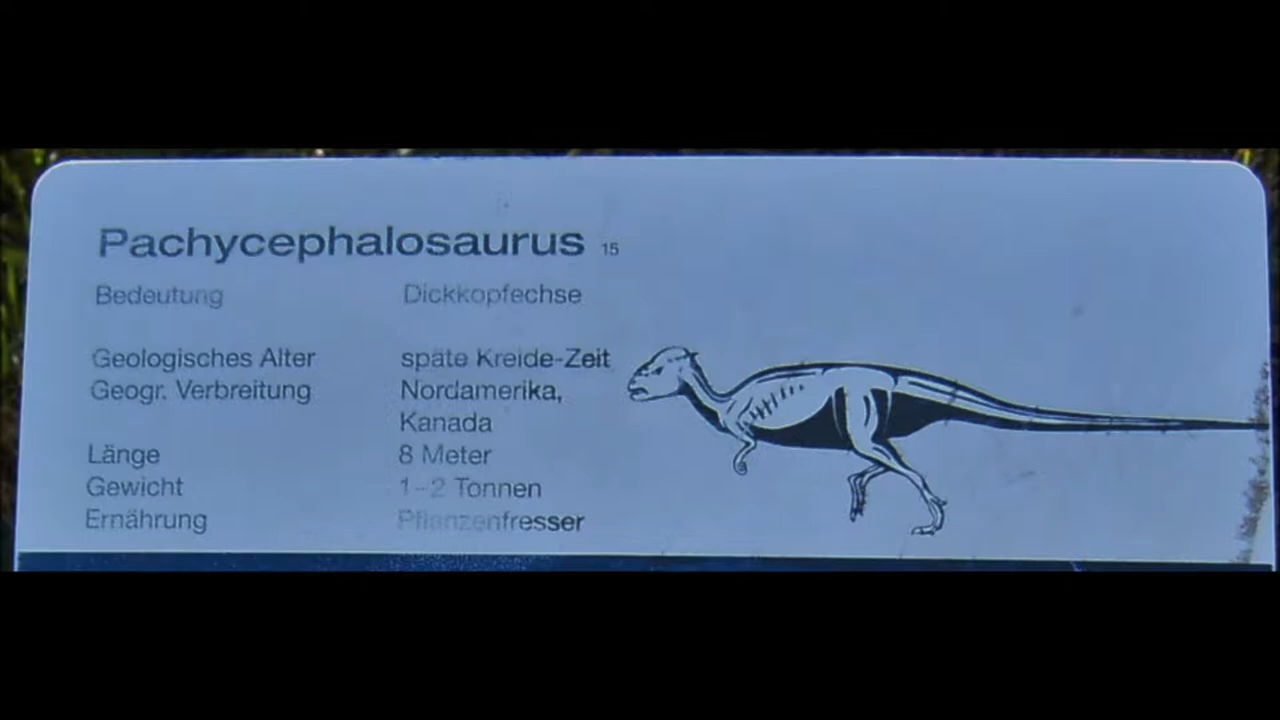 Pachycephalosaurus 15
Bedeutung Dickkopfechse
Geologisches Alter späte Kreide-Zeit
Geogr. Verbreitung Nordamerika,
Kanada
Länge 8 Meter
Gewicht 1-2 Tonnen
Ernährung Pflanzenfresser